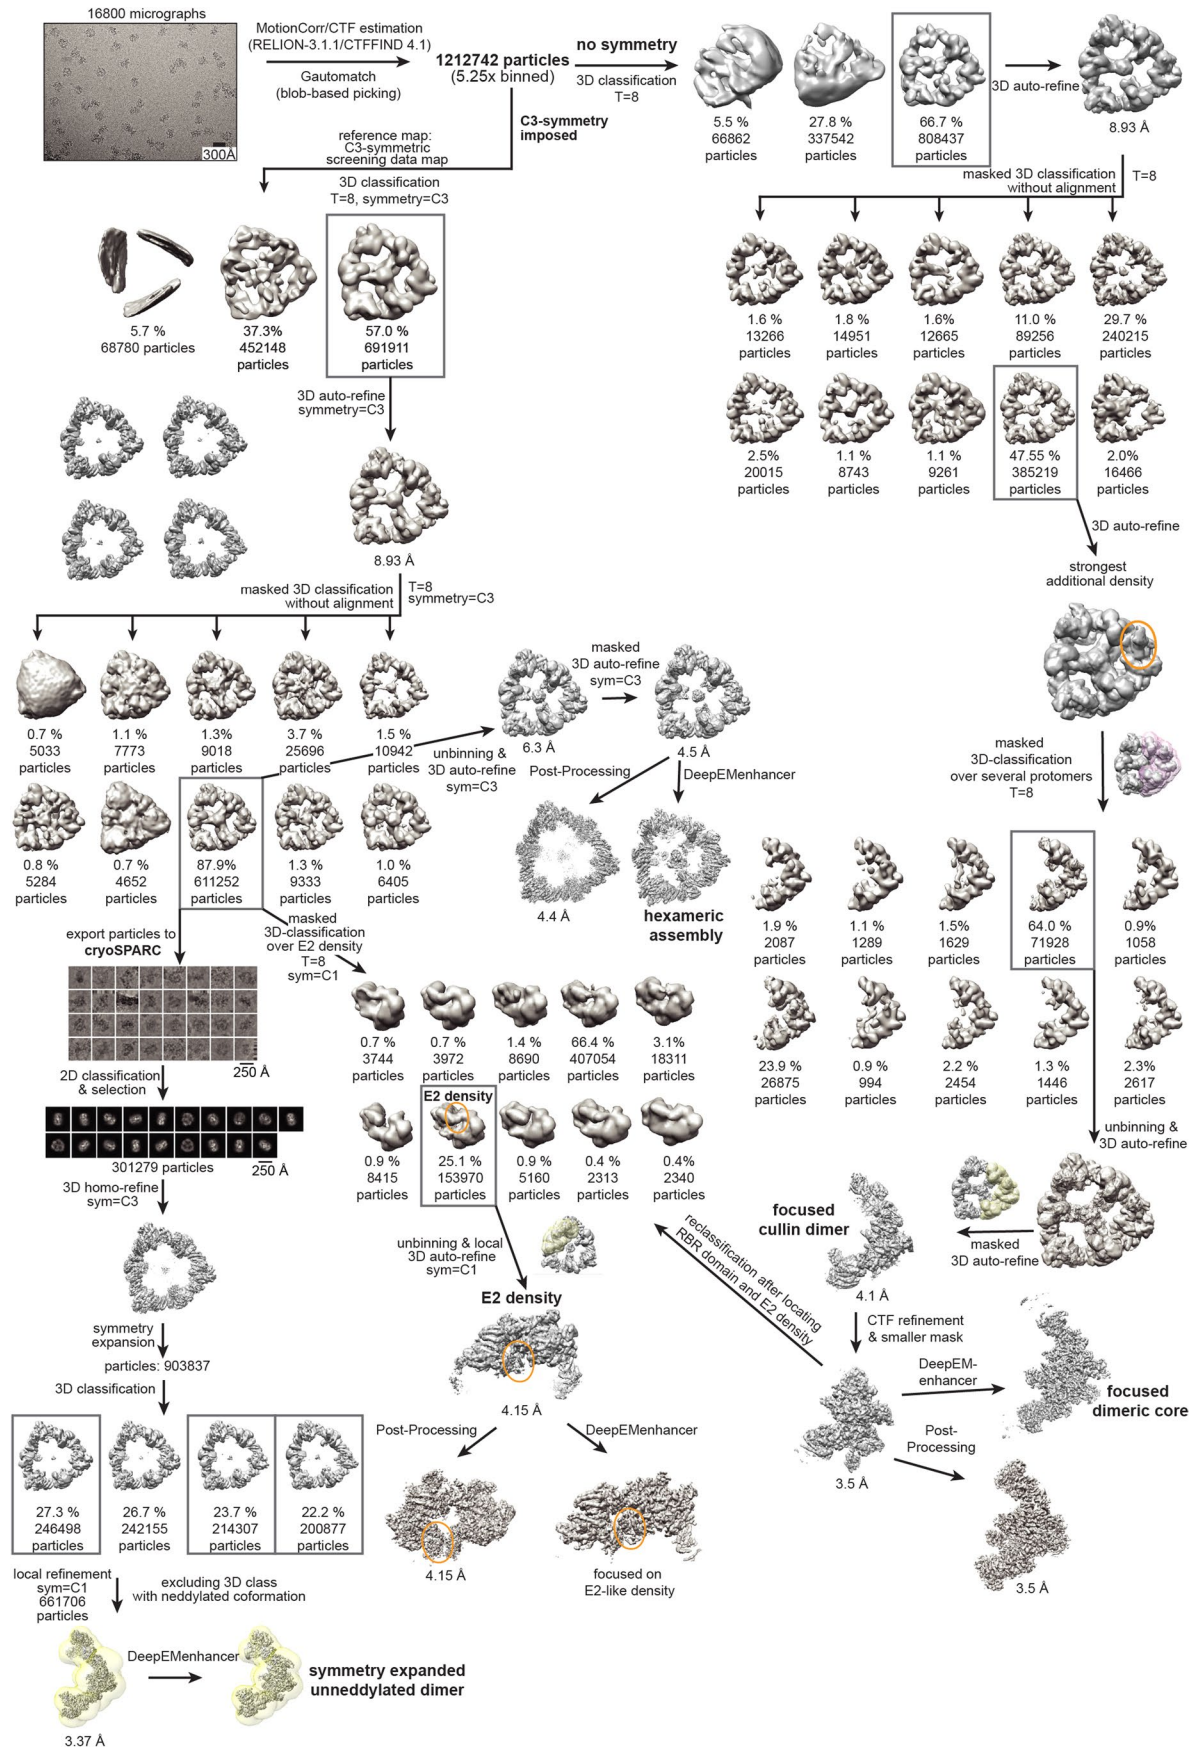 16800 micrographs
300Å
MotionCorr/CTF estimation
(RELION-3.1.1/CTFFIND 4.1)
Gautomatch
(blob-based picking)
1212742 particles
(5.25x binned)
no symmetry
3D classification
T=8
5.5 %
66862
particles
27.8 %
337542
particles
66.7 %
808437
particles
3D auto-refine
8.93 Å
C3-symmetry
imposed
reference map:
C3-symmetric
screening data map
3D classification
T=8, symmetry=C3
5.7 %
68780 particles
37.3%
452148
particles
57.0 %
691911
particles
3D auto-refine
symmetry=C3
8.93 Å
masked 3D classification
without alignment
T=8
symmetry=C3
masked 3D classification
without alignment
T=8
1.6 %
13266
particles
1.8 %
14951
particles
1.6%
12665
particles
11.0 %
89256
particles
29.7 %
240215
particles
2.5%
20015
particles
1.1 %
8743
particles
1.1 %
9261
particles
47.55 %
385219
particles
2.0%
16466
particles
3D auto-refine
strongest
additional density
masked
3D-classification
over several protomers
T=8
0.7 %
5033
particles
1.1 %
7773
particles
1.3%
9018
particles
3.7 %
25696
particles
1.5 %
10942
particles
0.8 %
5284
particles
0.7 %
4652
particles
87.9%
611252
particles
1.3 %
9333
particles
1.0 %
6405
particles
unbinning &
3D auto-refine
sym=C3
6.3 Å
masked
3D auto-refine
sym=C3
4.5 Å
Post-Processing
DeepEMenhancer
4.4 Å
hexameric
assembly
1.9 %
2087
particles
1.1 %
1289
particles
1.5%
1629
particles
64.0 %
71928
particles
0.9%
1058
particles
23.9 %
26875
particles
0.9 %
994
particles
2.2 %
2454
particles
1.3 %
1446
particles
2.3%
2617
particles
unbinning &
3D auto-refine
masked
3D auto-refine
focused
cullin dimer
4.1 Å
CTF refinement
& smaller mask
DeepEM-
enhancer
focused
dimeric core
Post-
Processing
3.5 Å
3.5 Å
reclassification after locating
RBR domain and E2 density
export particles to
cryoSPARC
250 Å
2D classification
& selection
301279 particles
250 Å
3D homo-refine
sym=C3
symmetry
expansion
particles: 903837
3D classification
27.3 %
246498
particles
26.7 %
242155
particles
23.7 %
214307
particles
22.2 %
200877
particles
local refinement
sym=C1
661706
particles
excluding 3D class
with neddylated coformation
DeepEMenhancer
symmetry expanded
unneddylated dimer
3.37 Å
masked
3D-classification
over E2 density
T=8
sym=C1
0.7 %
3744
particles
0.7 %
3972
particles
1.4 %
8690
particles
66.4 %
407054
particles
3.1%
18311
particles
E2 density
0.9 %
8415
particles
25.1 %
153970
particles
0.9 %
5160
particles
0.4 %
2313
particles
0.4%
2340
particles
unbinning & local
3D auto-refine
sym=C1
E2 density
4.15 Å
Post-Processing
DeepEMenhancer
4.15 Å
focused on
E2-like density